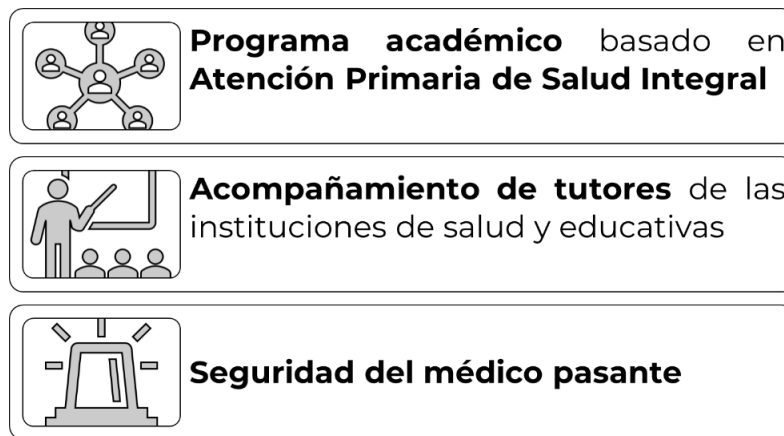 Programa académico basado en
Atención Primaria de Salud Integral
Acompañamiento de tutores de las
instituciones de salud y educativas
Seguridad del médico pasante